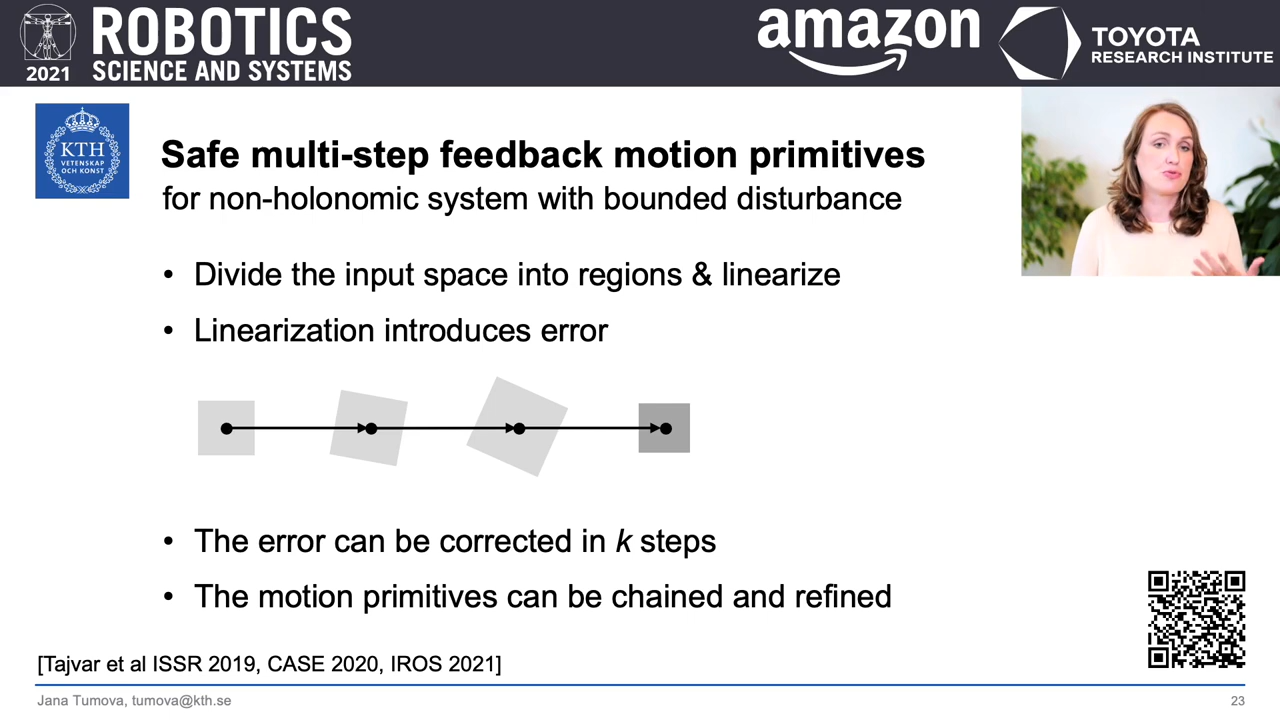 ROBOTICS
2021 SCIENCE AND SYSTEMS
amazon
TOYOTA
RESEARCH INSTITUTE
KTH
VETENSKAP
OCH KONST
Safe multi-step feedback motion primitives
for non-holonomic system with bounded disturbance
• Divide the input space into regions & linearize
• Linearization introduces error
• The error can be corrected in k steps
• The motion primitives can be chained and refined
[Tajvar et al ISSR 2019, CASE 2020, IROS 2021]
Jana Tumova, tumova@kth.se
23